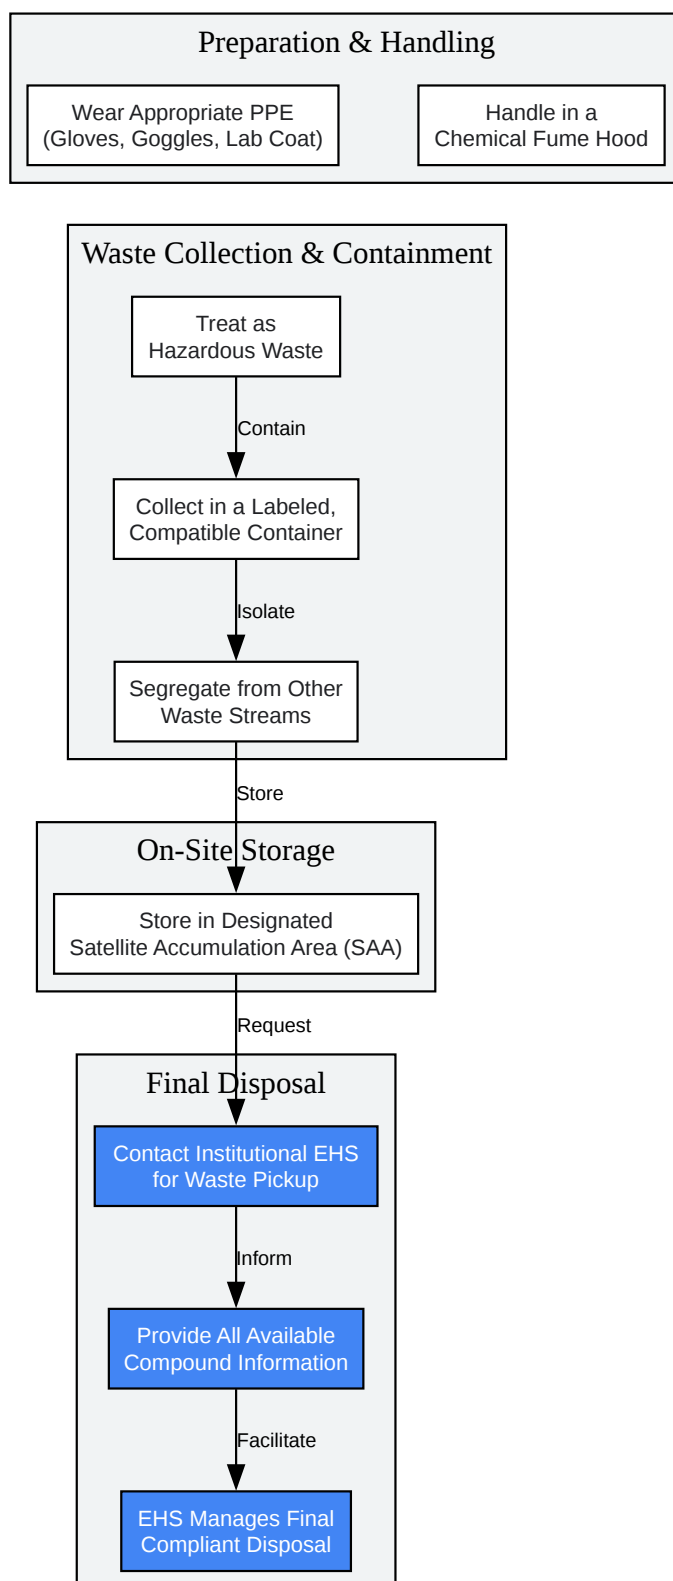 Preparation & Handling
Wear Appropriate PPE
(Gloves, Goggles, Lab Coat)
Handle in a
Chemical Fume Hood
Waste Collection & Containment
Treat as
Hazardous Waste
Contain
Collect in a Labeled,
Compatible Container
Isolate
Segregate from Other
Waste Streams
Store
On-Site Storage
Store in Designated
Satellite Accumulation Area (SAA)
Request
Final Disposal
Contact Institutional EHS
for Waste Pickup
Inform
Provide All Available
Compound Information
Facilitate
EHS Manages Final
Compliant Disposal